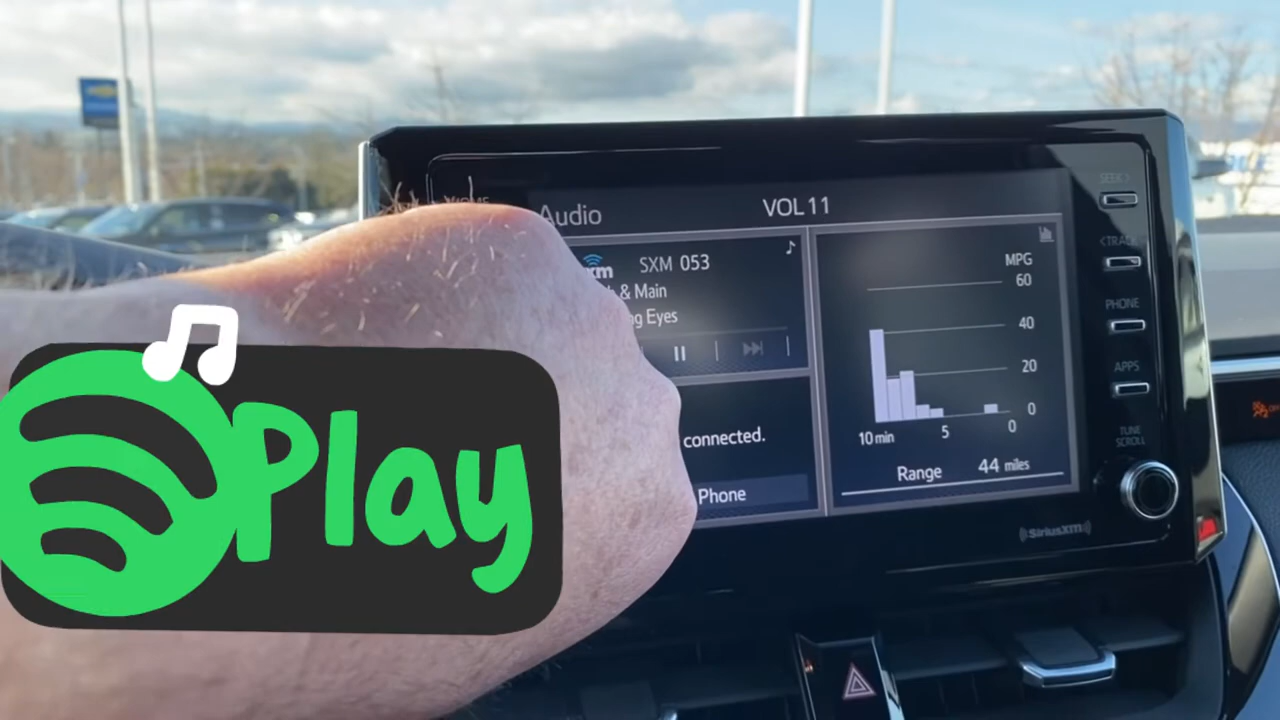 Audio
VOL 11
SXM 053
& Main
Eyes
connected.
Phone
MPG
60
40
20
0
10 min 5 0
Range 44 miles
SEEK >
TRACK
PHONE
APPS
TUNE
SCROLL
((SiriusXM))
Play